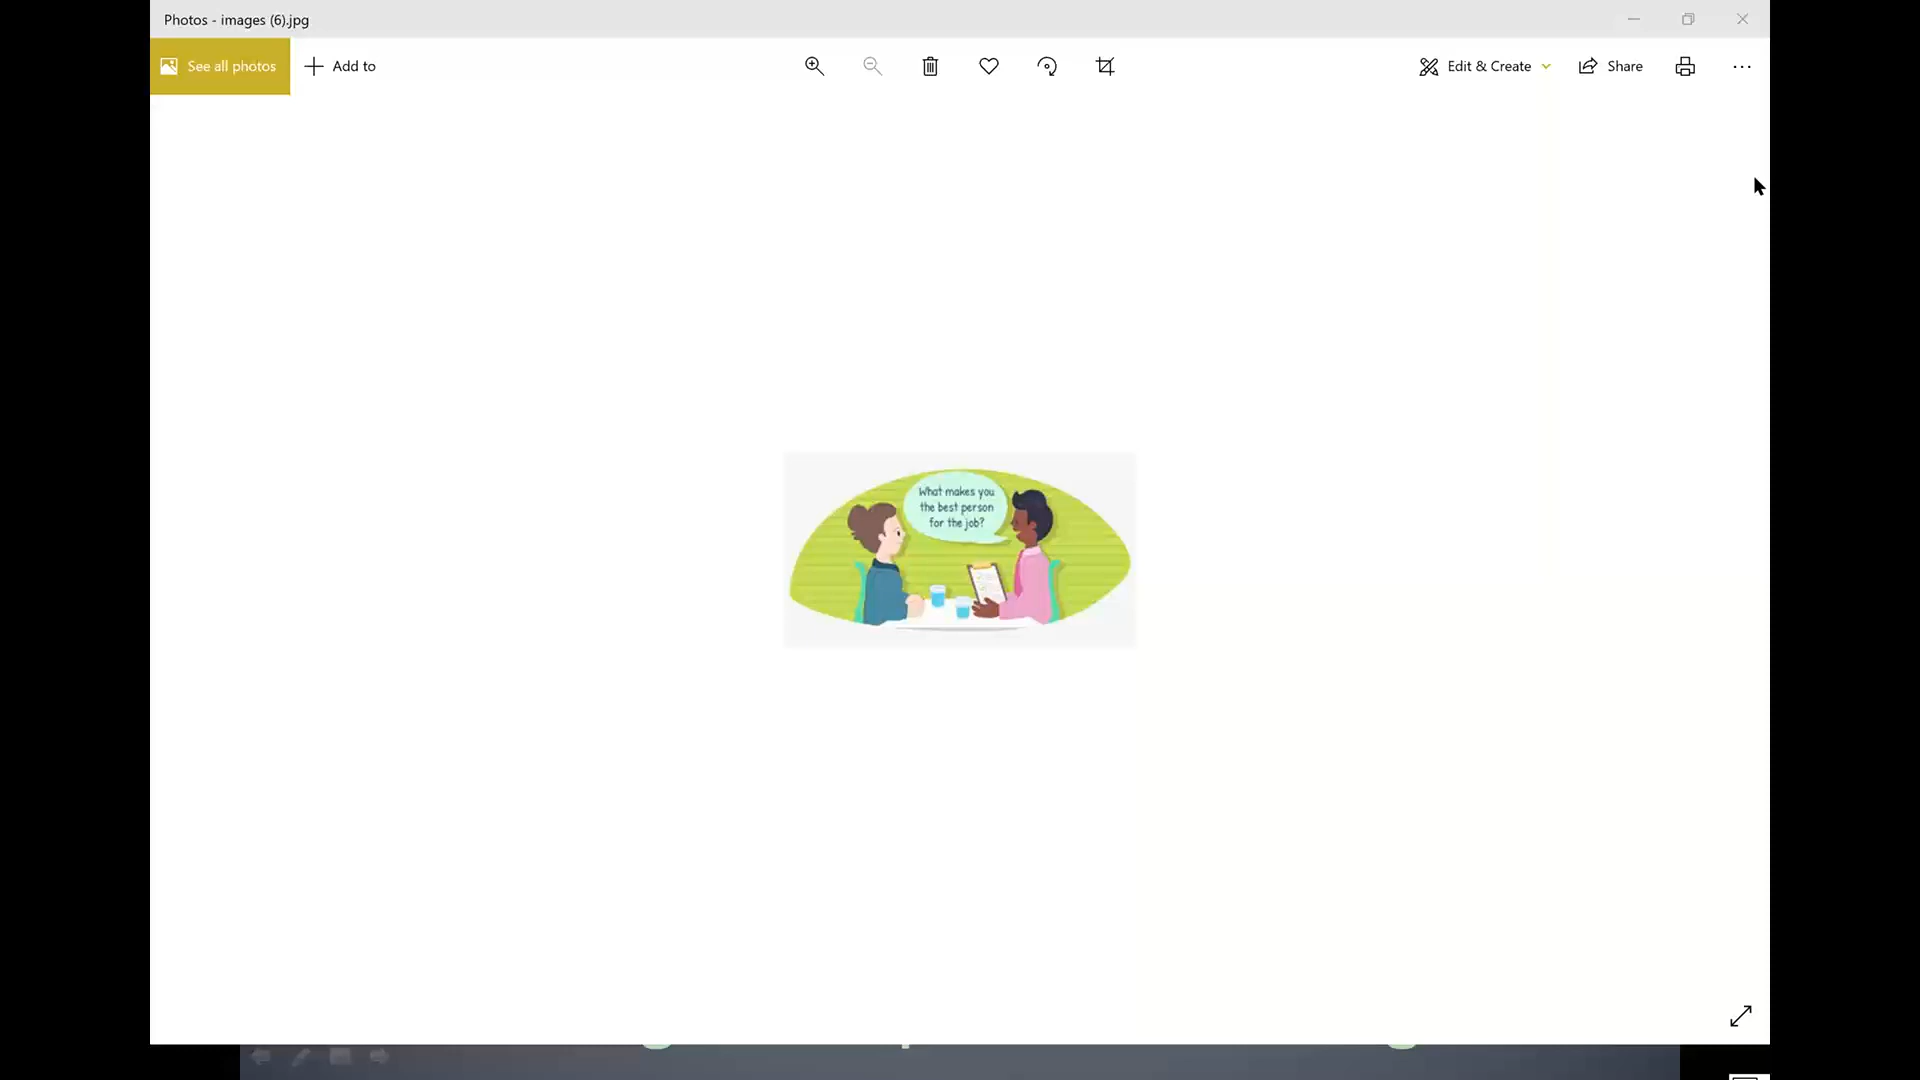 Photos - images (6).jpg
See all photos
Add to
Edit & Create
Share
What makes you
the best person
for the job?